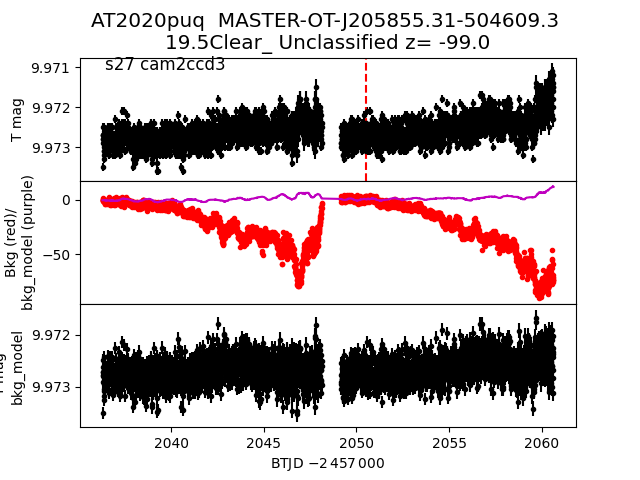 AT2020puq  MASTER-OT-J205855.31-504609.3
19.5Clear_ Unclassified z= -99.0
s27 cam2ccd3
9.971
9.972
9.973
T mag
0
−50
Bkg (red)/
bkg_model (purple)
9.972
9.973
mag
bkg_model
2040
2045
2050
2055
2060
BTJD −2 457 000